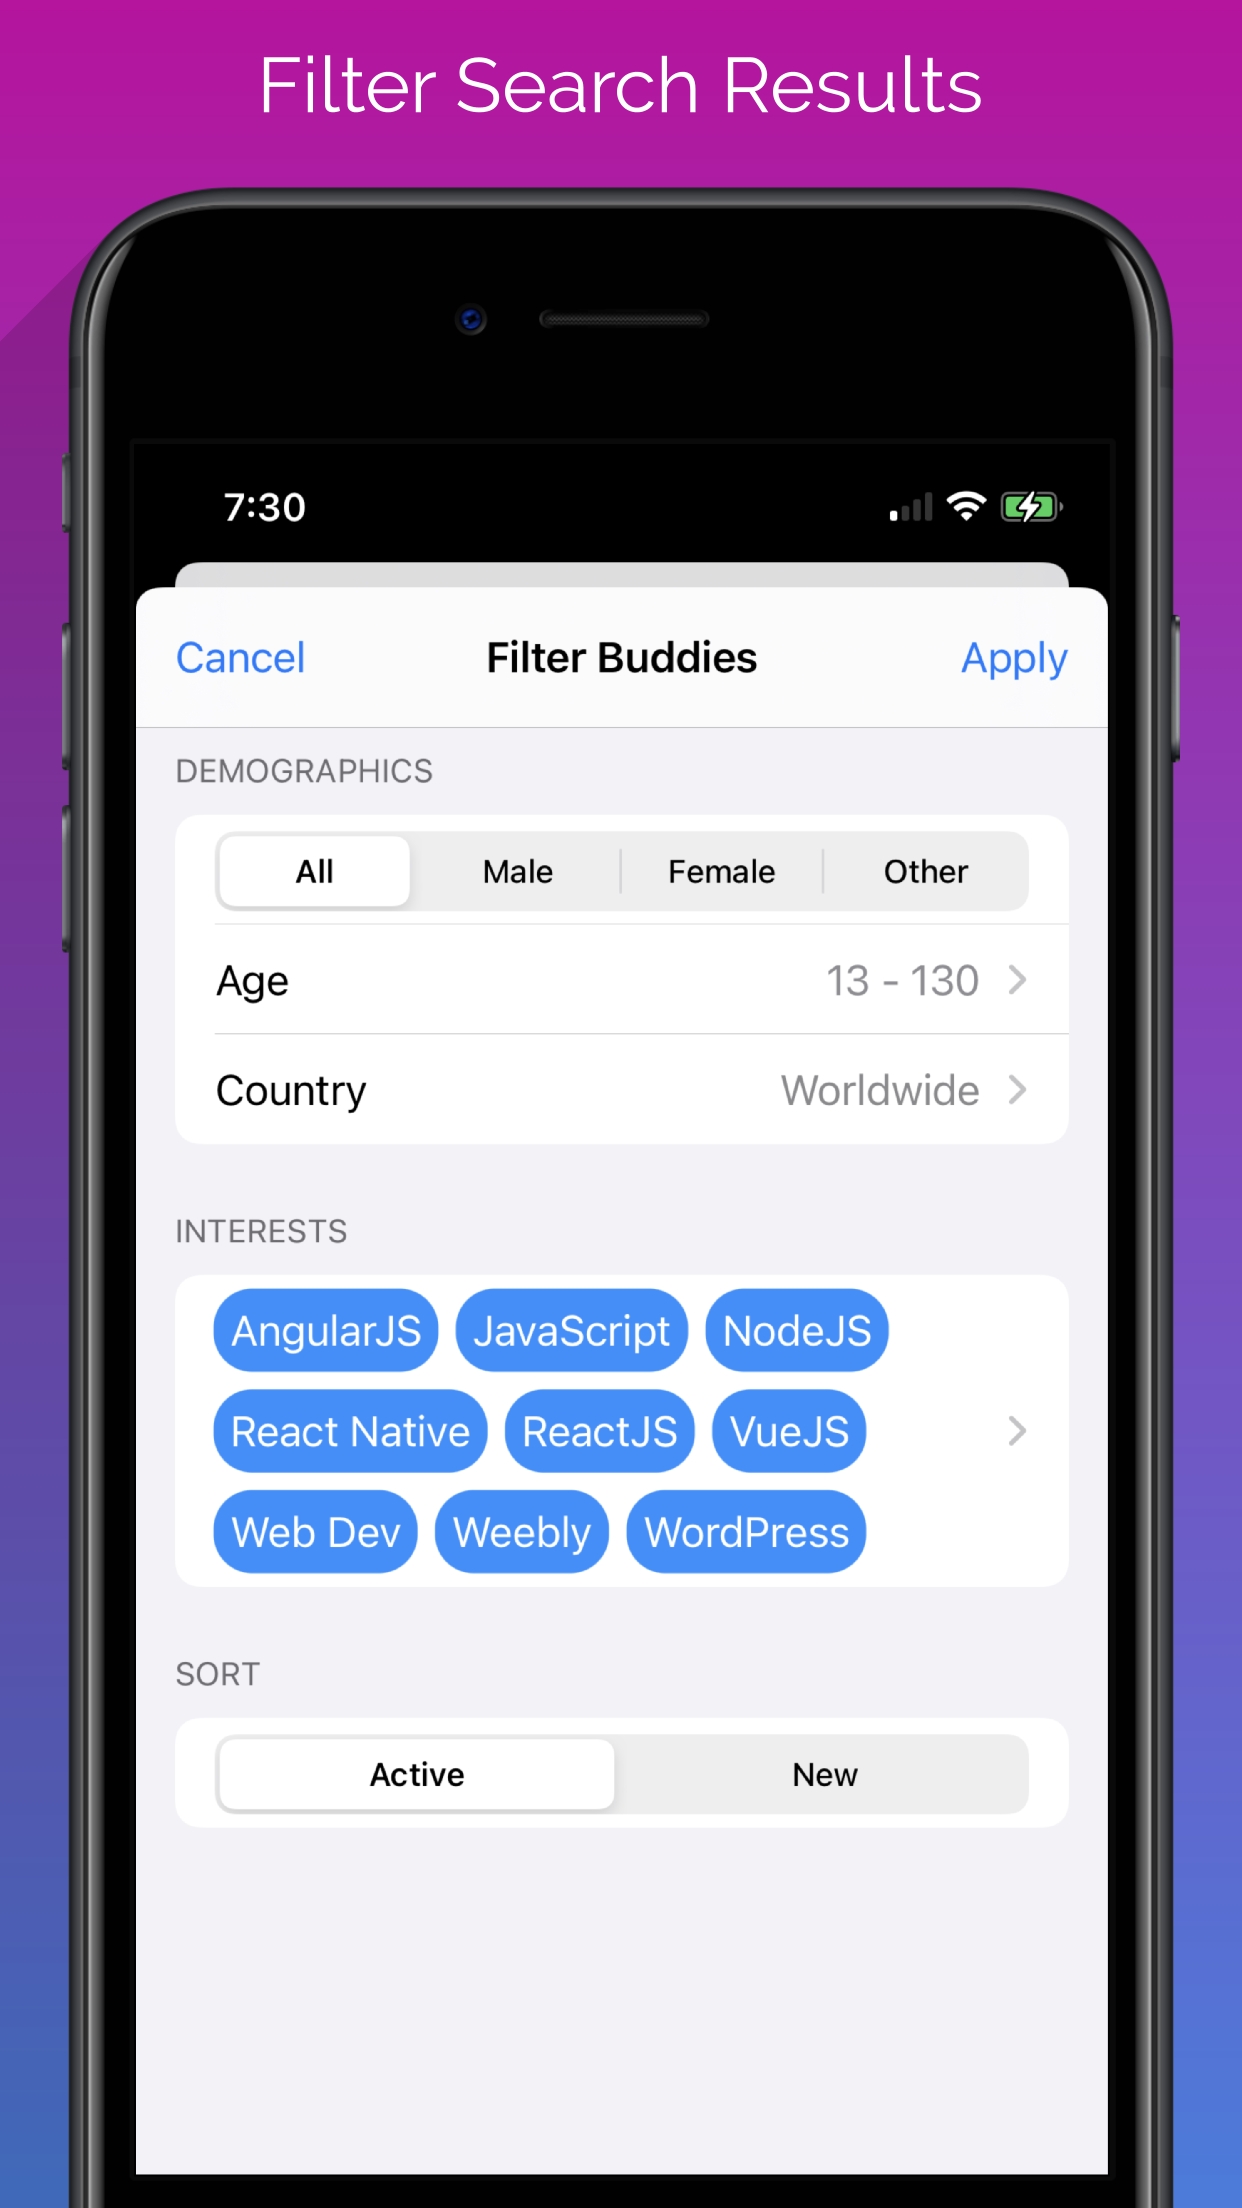 Filter Search Results
7:30
Cancel Filter Buddies Apply
DEMOGRAPHICS
All Male Female Other
Age 13 - 130
Country Worldwide
INTERESTS
AngularJS JavaScript NodeJS
React Native ReactJS VueJS
Web Dev Weebly WordPress
SORT
Active New